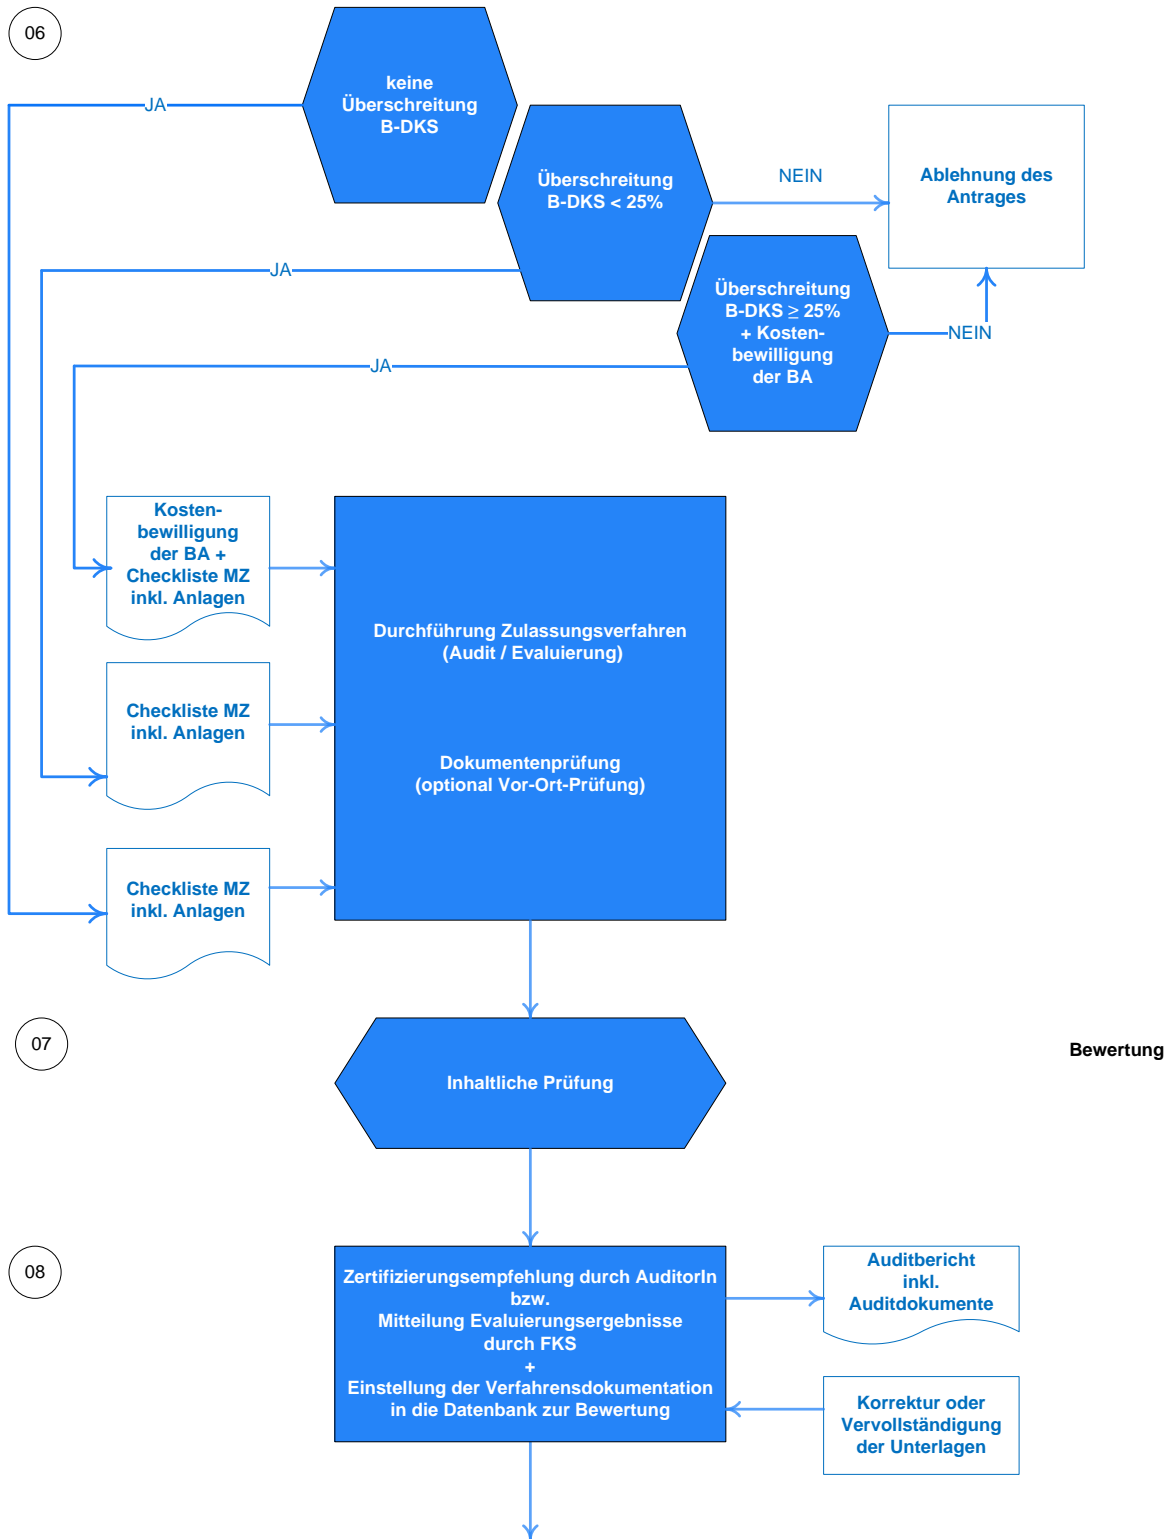 06
keine
Überschreitung
B-DKS
JA
Überschreitung
B-DKS < 25%
NEIN
Ablehnung des
Antrages
JA
Überschreitung
B-DKS ≥ 25%
+ Kosten-
bewilligung
der BA
NEIN
JA
Kosten-
bewilligung
der BA +
Checkliste MZ
inkl. Anlagen
Durchführung Zulassungsverfahren
(Audit / Evaluierung)
Checkliste MZ
inkl. Anlagen
Dokumentenprüfung
(optional Vor-Ort-Prüfung)
Checkliste MZ
inkl. Anlagen
07
Bewertung
Inhaltliche Prüfung
08
Zertifizierungsempfehlung durch AuditorIn
bzw.
Mitteilung Evaluierungsergebnisse
durch FKS
+
Einstellung der Verfahrensdokumentation
in die Datenbank zur Bewertung
Auditbericht
inkl.
Auditdokumente
Korrektur oder
Vervollständigung
der Unterlagen